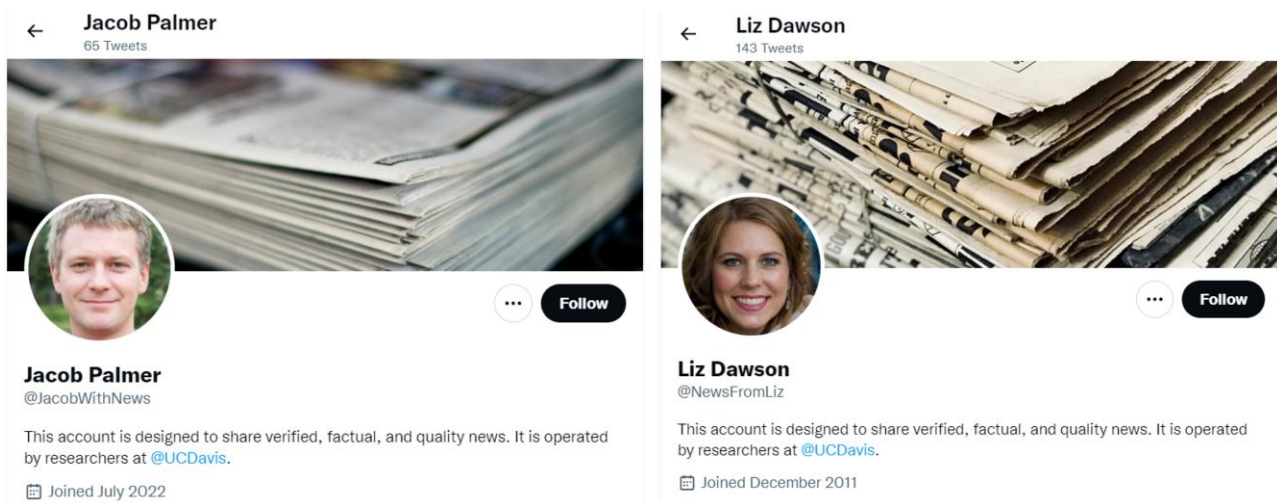 Jacob Palmer
65 Tweets
Follow
Jacob Palmer
@JacobWithNews
This account is designed to share verified, factual, and quality news. It is operated
by researchers at @UCDavis.
Joined July 2022
Liz Dawson
143 Tweets
Follow
Liz Dawson
@NewsFromLiz
This account is designed to share verified, factual, and quality news. It is operated
by researchers at @UCDavis.
Joined December 2011